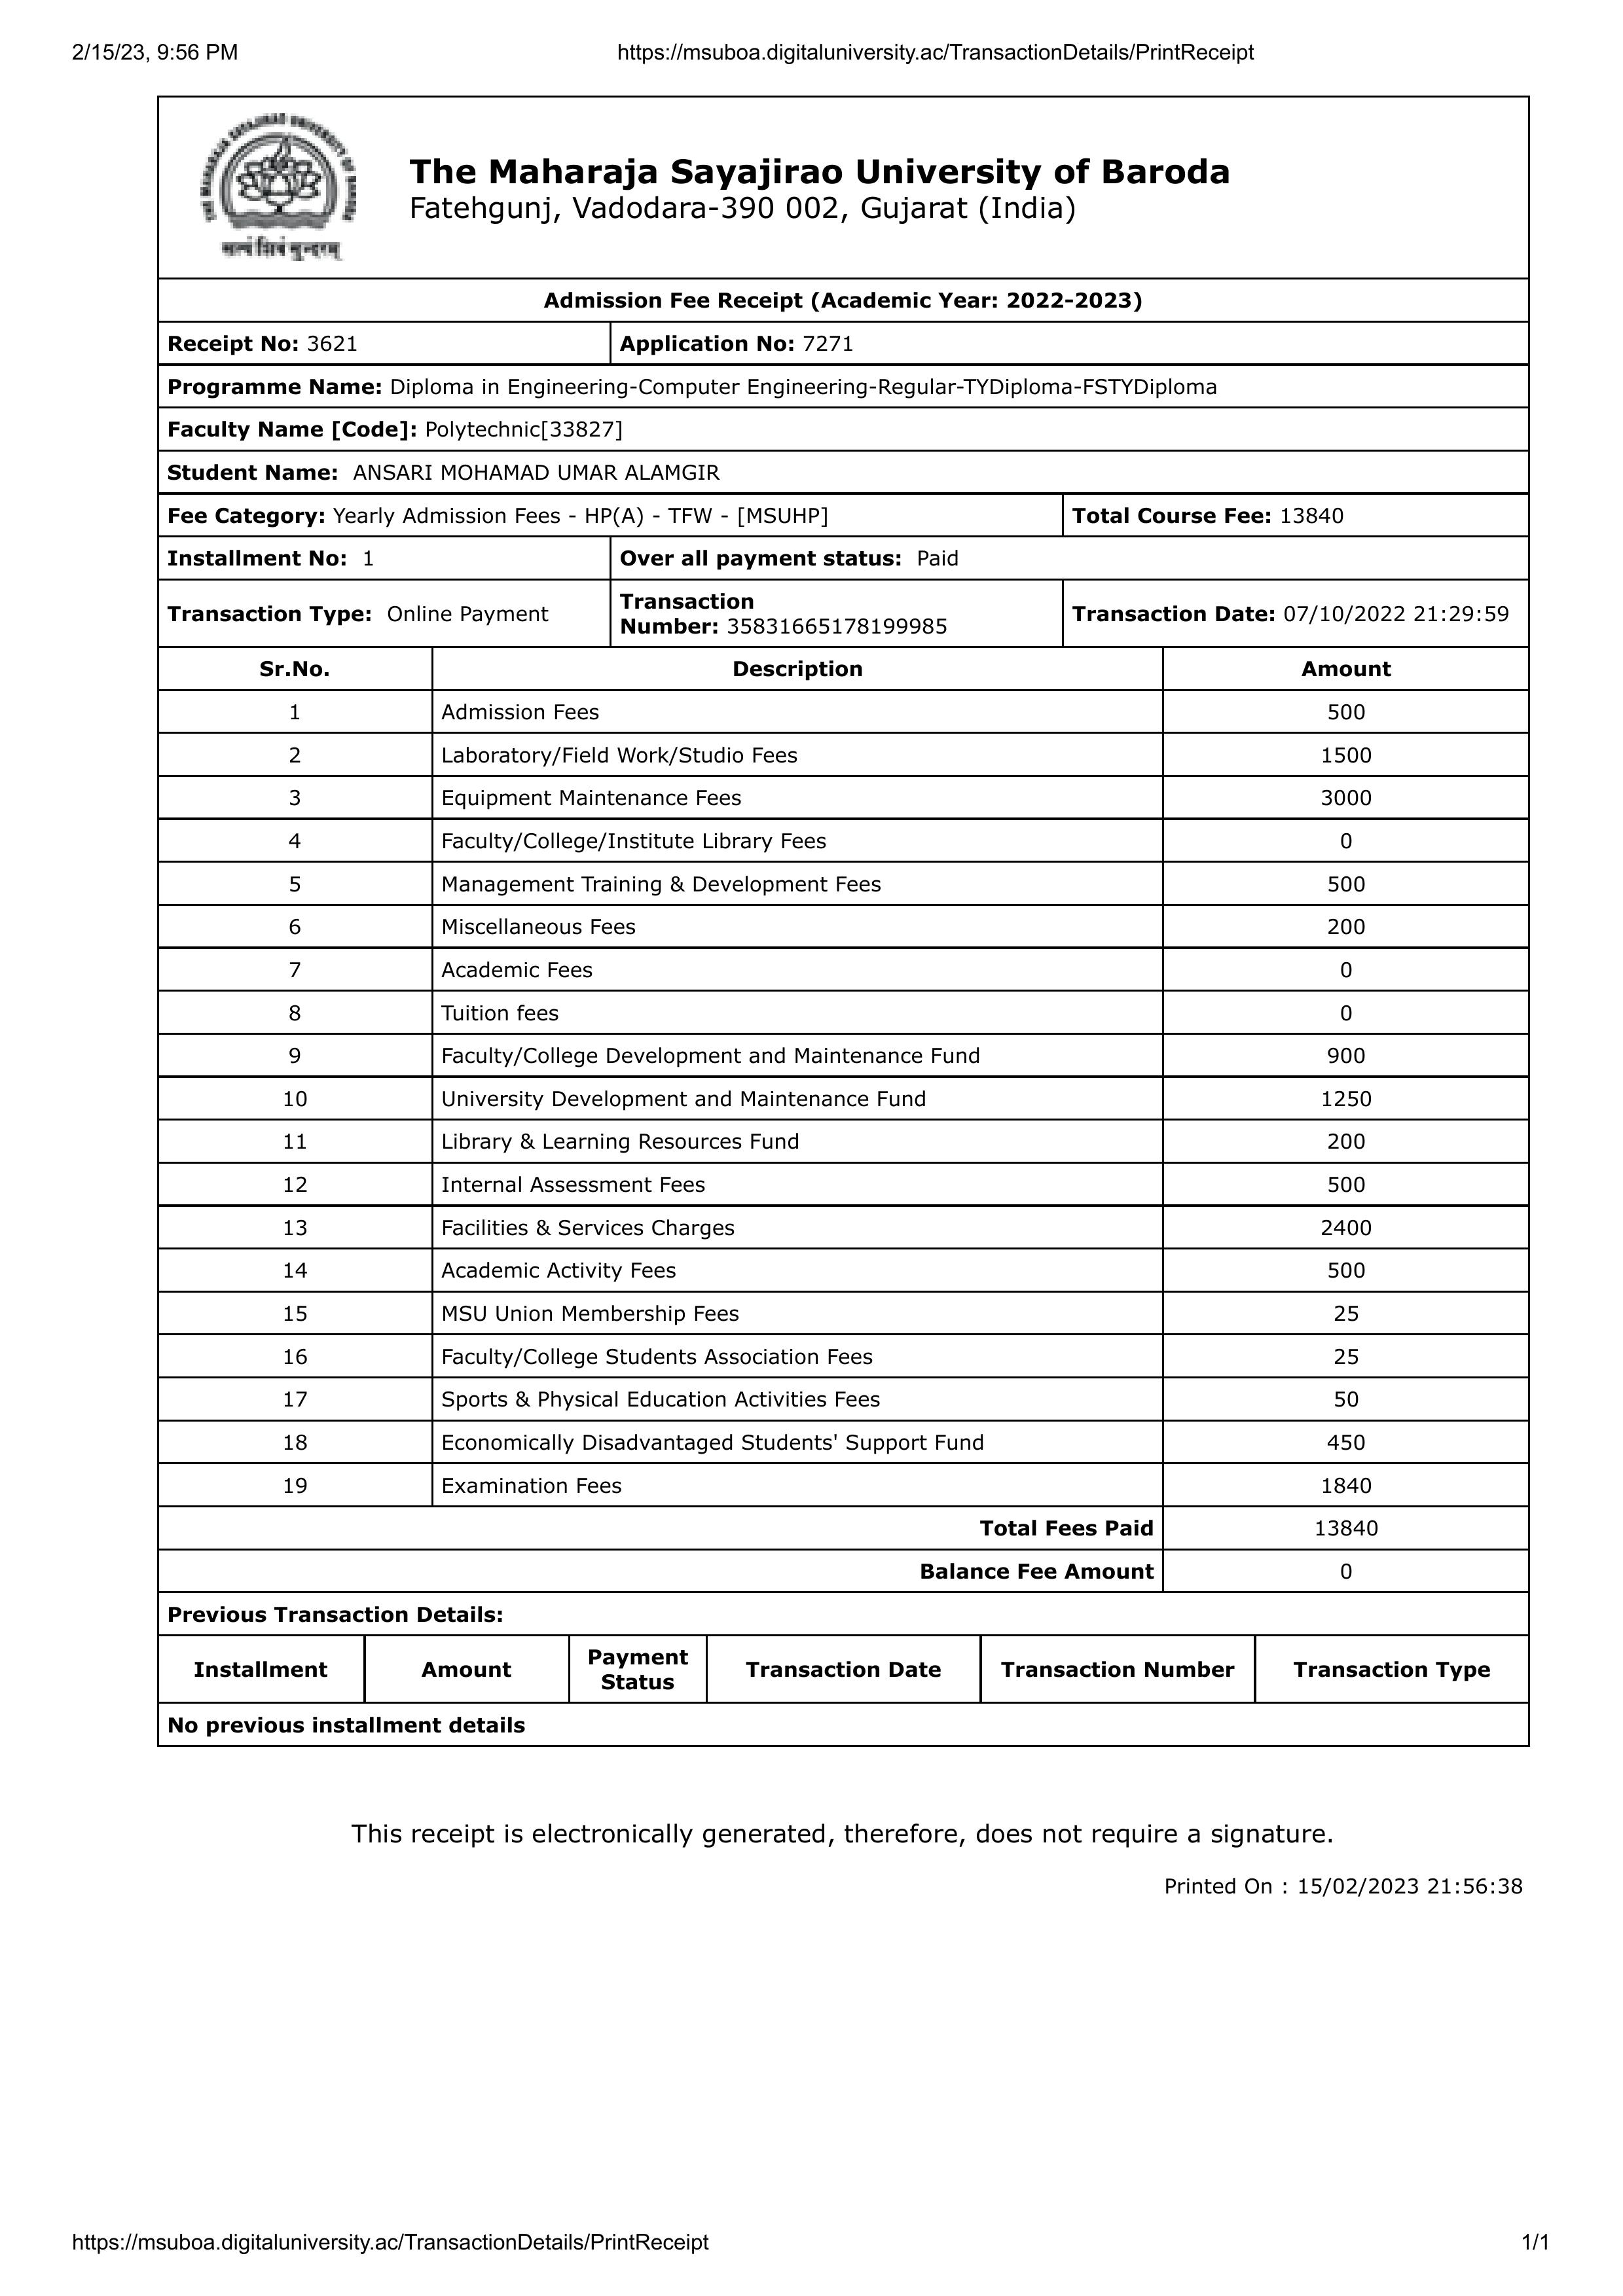 2/15/23, 9:56 PM
https://msuboa.digitaluniversity.ac/TransactionDetails/PrintReceipt
THE MAHARAJA SAYAJIRAO UNIVERSITY OF BARODA
सत्यं शिवं सुन्दरम्
The Maharaja Sayajirao University of Baroda
Fatehgunj, Vadodara-390 002, Gujarat (India)
Admission Fee Receipt (Academic Year: 2022-2023)
Receipt No: 3621 Application No: 7271
Programme Name: Diploma in Engineering-Computer Engineering-Regular-TYDiploma-FSTYDiploma
Faculty Name [Code]: Polytechnic[33827]
Student Name: ANSARI MOHAMAD UMAR ALAMGIR
Fee Category: Yearly Admission Fees - HP(A) - TFW - [MSUHP] Total Course Fee: 13840
Installment No: 1 Over all payment status: Paid
Transaction Type: Online Payment
Transaction
Number: 35831665178199985
Transaction Date: 07/10/2022 21:29:59
Sr.No. Description Amount
1 Admission Fees 500
2 Laboratory/Field Work/Studio Fees 1500
3 Equipment Maintenance Fees 3000
4 Faculty/College/Institute Library Fees 0
5 Management Training & Development Fees 500
6 Miscellaneous Fees 200
7 Academic Fees 0
8 Tuition fees 0
9 Faculty/College Development and Maintenance Fund 900
10 University Development and Maintenance Fund 1250
11 Library & Learning Resources Fund 200
12 Internal Assessment Fees 500
13 Facilities & Services Charges 2400
14 Academic Activity Fees 500
15 MSU Union Membership Fees 25
16 Faculty/College Students Association Fees 25
17 Sports & Physical Education Activities Fees 50
18 Economically Disadvantaged Students' Support Fund 450
19 Examination Fees 1840
Total Fees Paid 13840
Balance Fee Amount 0
Previous Transaction Details:
Installment Amount Payment Status Transaction Date Transaction Number Transaction Type
No previous installment details
This receipt is electronically generated, therefore, does not require a signature.
Printed On : 15/02/2023 21:56:38
https://msuboa.digitaluniversity.ac/TransactionDetails/PrintReceipt
1/1